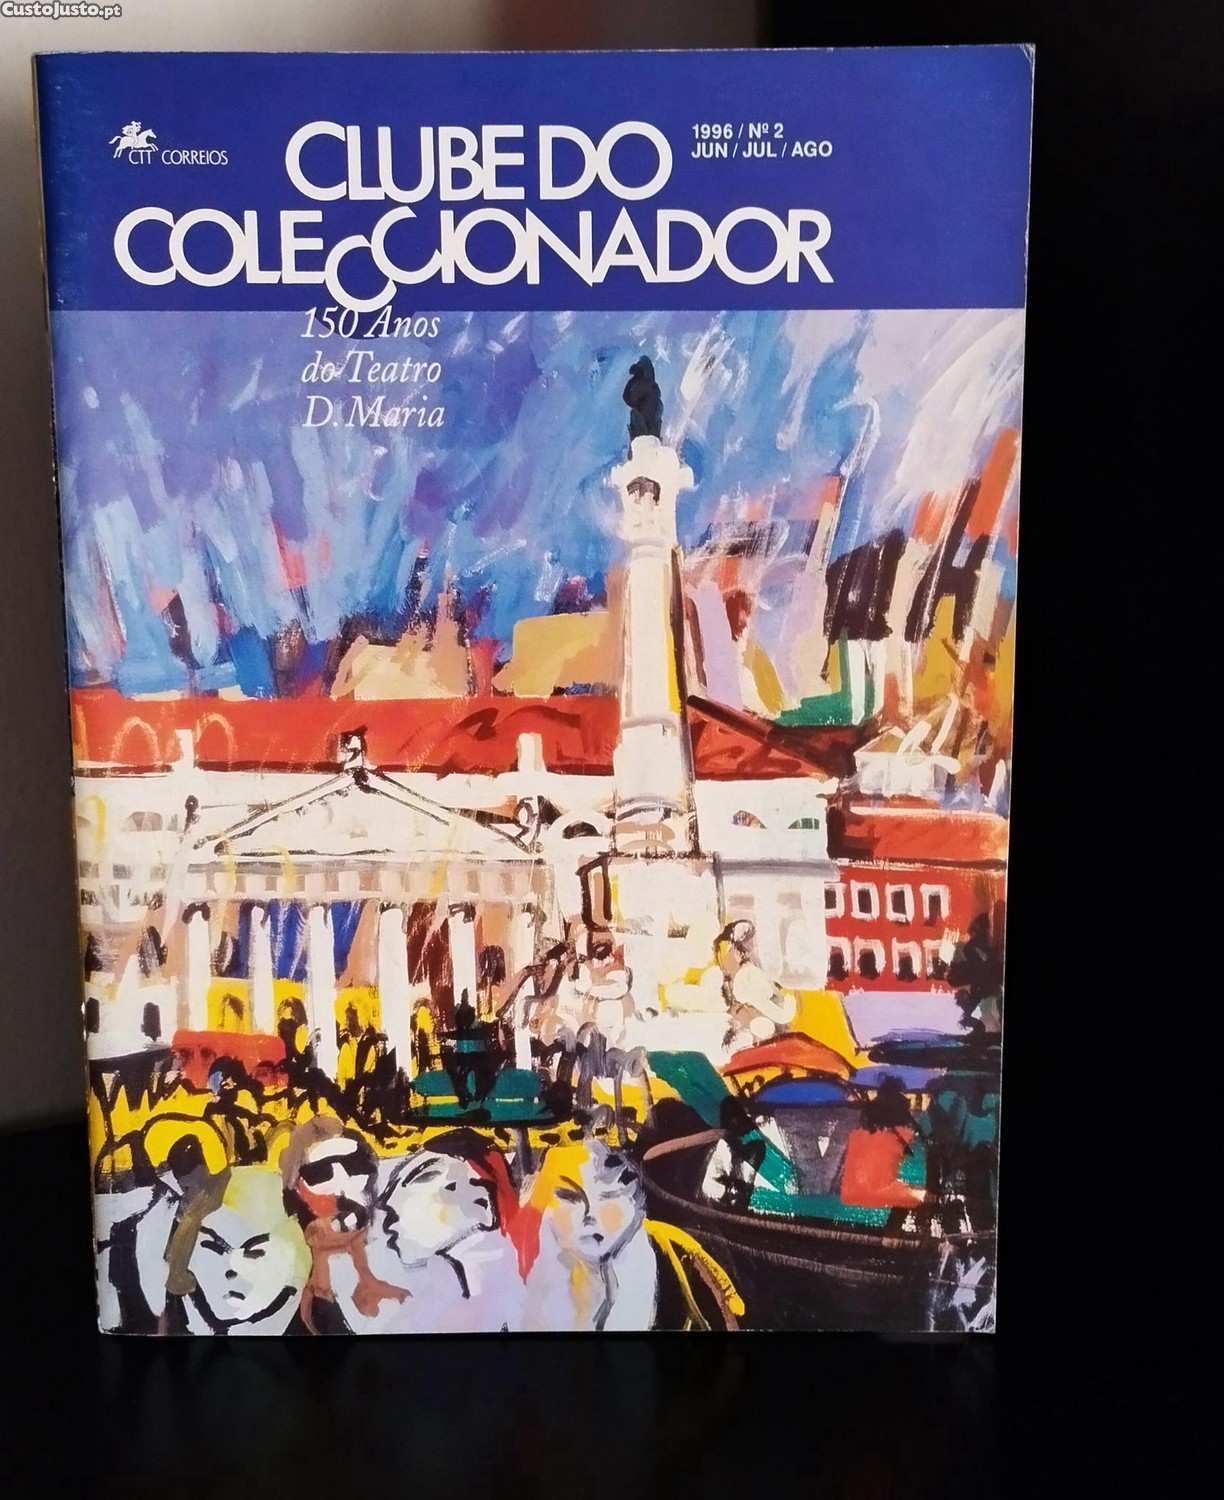 CustoJusto.pt
CTT CORREIOS
CLUBE DO
COLECCIONADOR
1996 / Nº 2
JUN / JUL / AGO
150 Anos
do Teatro
D. Maria